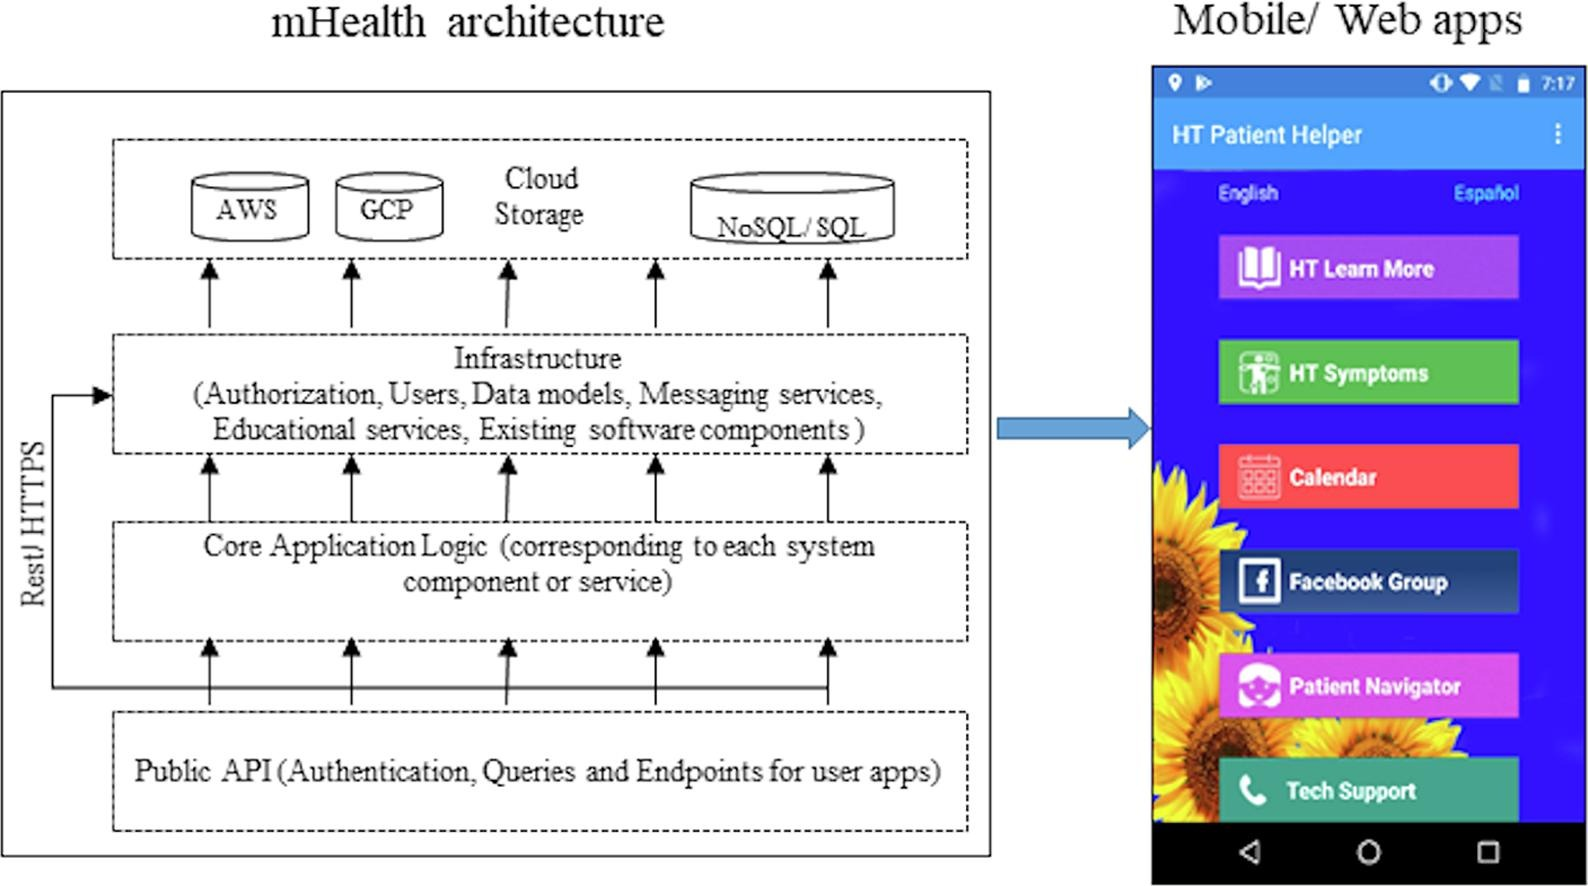 mHealth architecture
Mobile/ Web apps
AWS
GCP
Cloud
Storage
NoSQL/ SQL
Infrastructure
(Authorization, Users, Data models, Messaging services,
Educational services, Existing software components )
Rest/ HTTPS
Core Application Logic (corresponding to each system
component or service)
Public API (Authentication, Queries and Endpoints for user apps)
7:17
HT Patient Helper
English
Español
HT Learn More
HT Symptoms
Calendar
f
Facebook Group
Patient Navigator
Tech Support